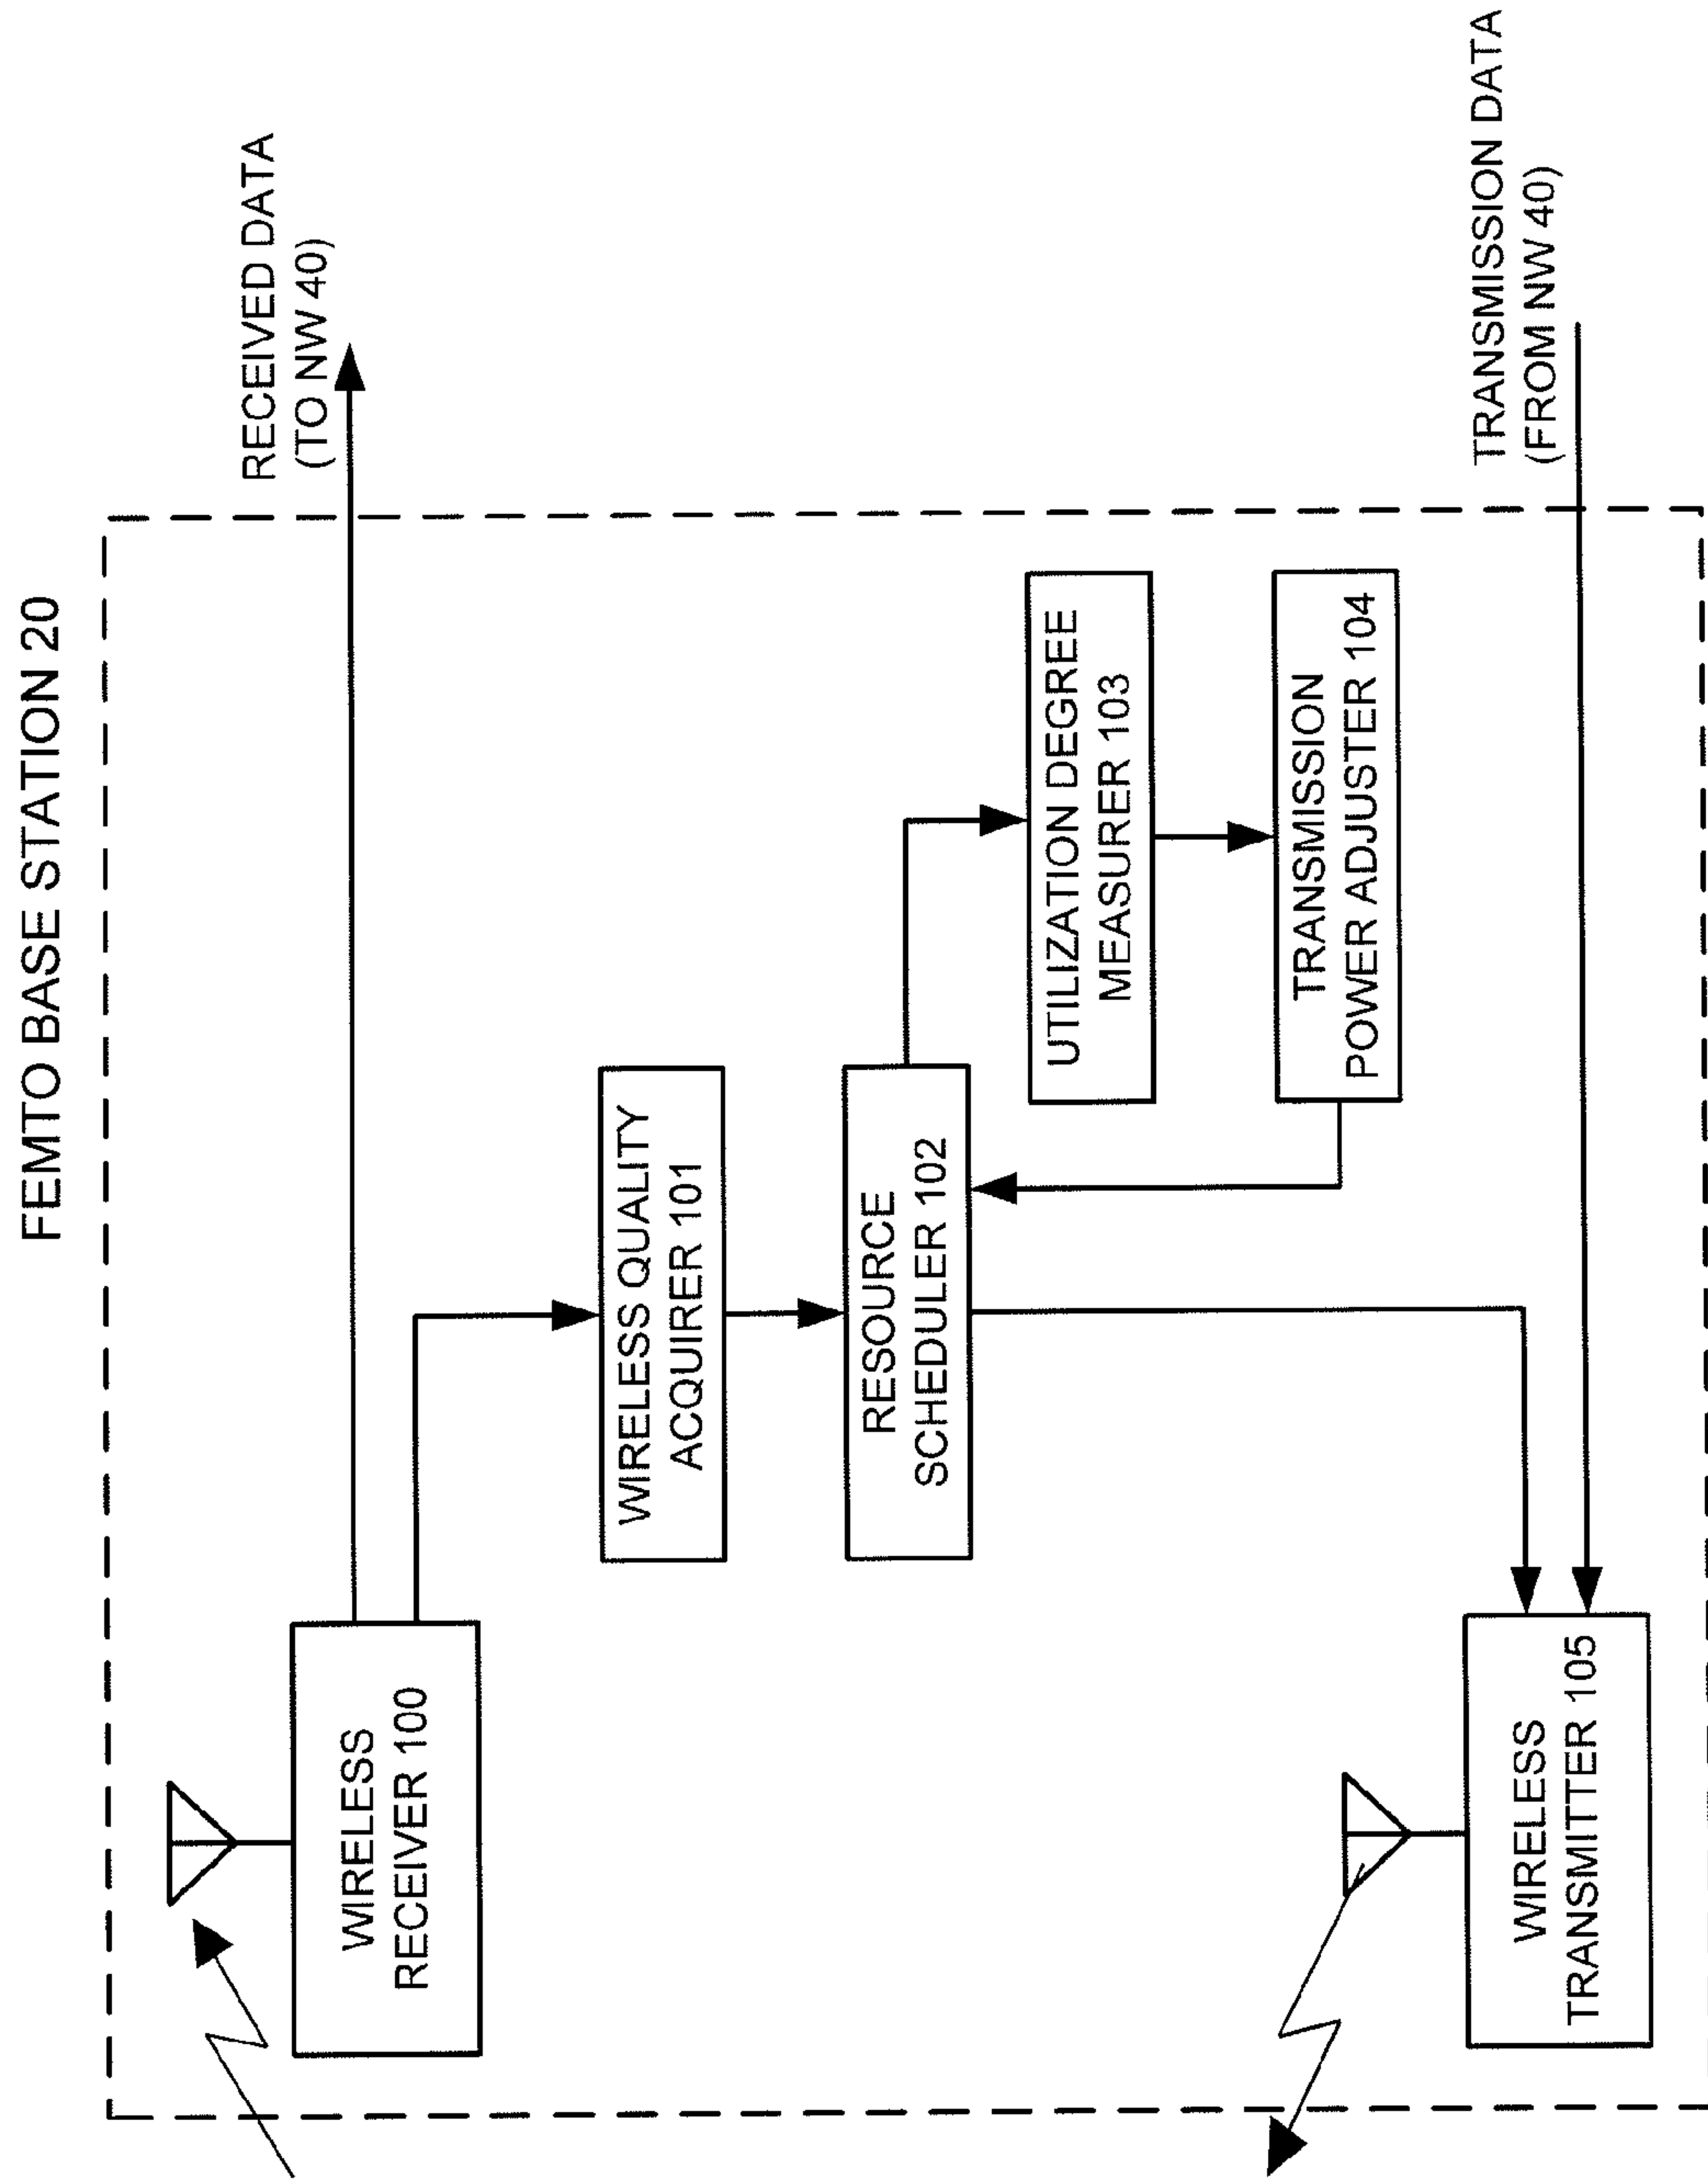 FEMTO BASE STATION 20
RECEIVED DATA
(TO NW 40)
WIRELESS
RECEIVER 100
WIRELESS QUALITY
ACQUIRER 101
RESOURCE
SCHEDULER 102
UTILIZATION DEGREE
MEASURER 103
TRANSMISSION
POWER ADJUSTER 104
WIRELESS
TRANSMITTER 105
TRANSMISSION DATA
(FROM NW 40)